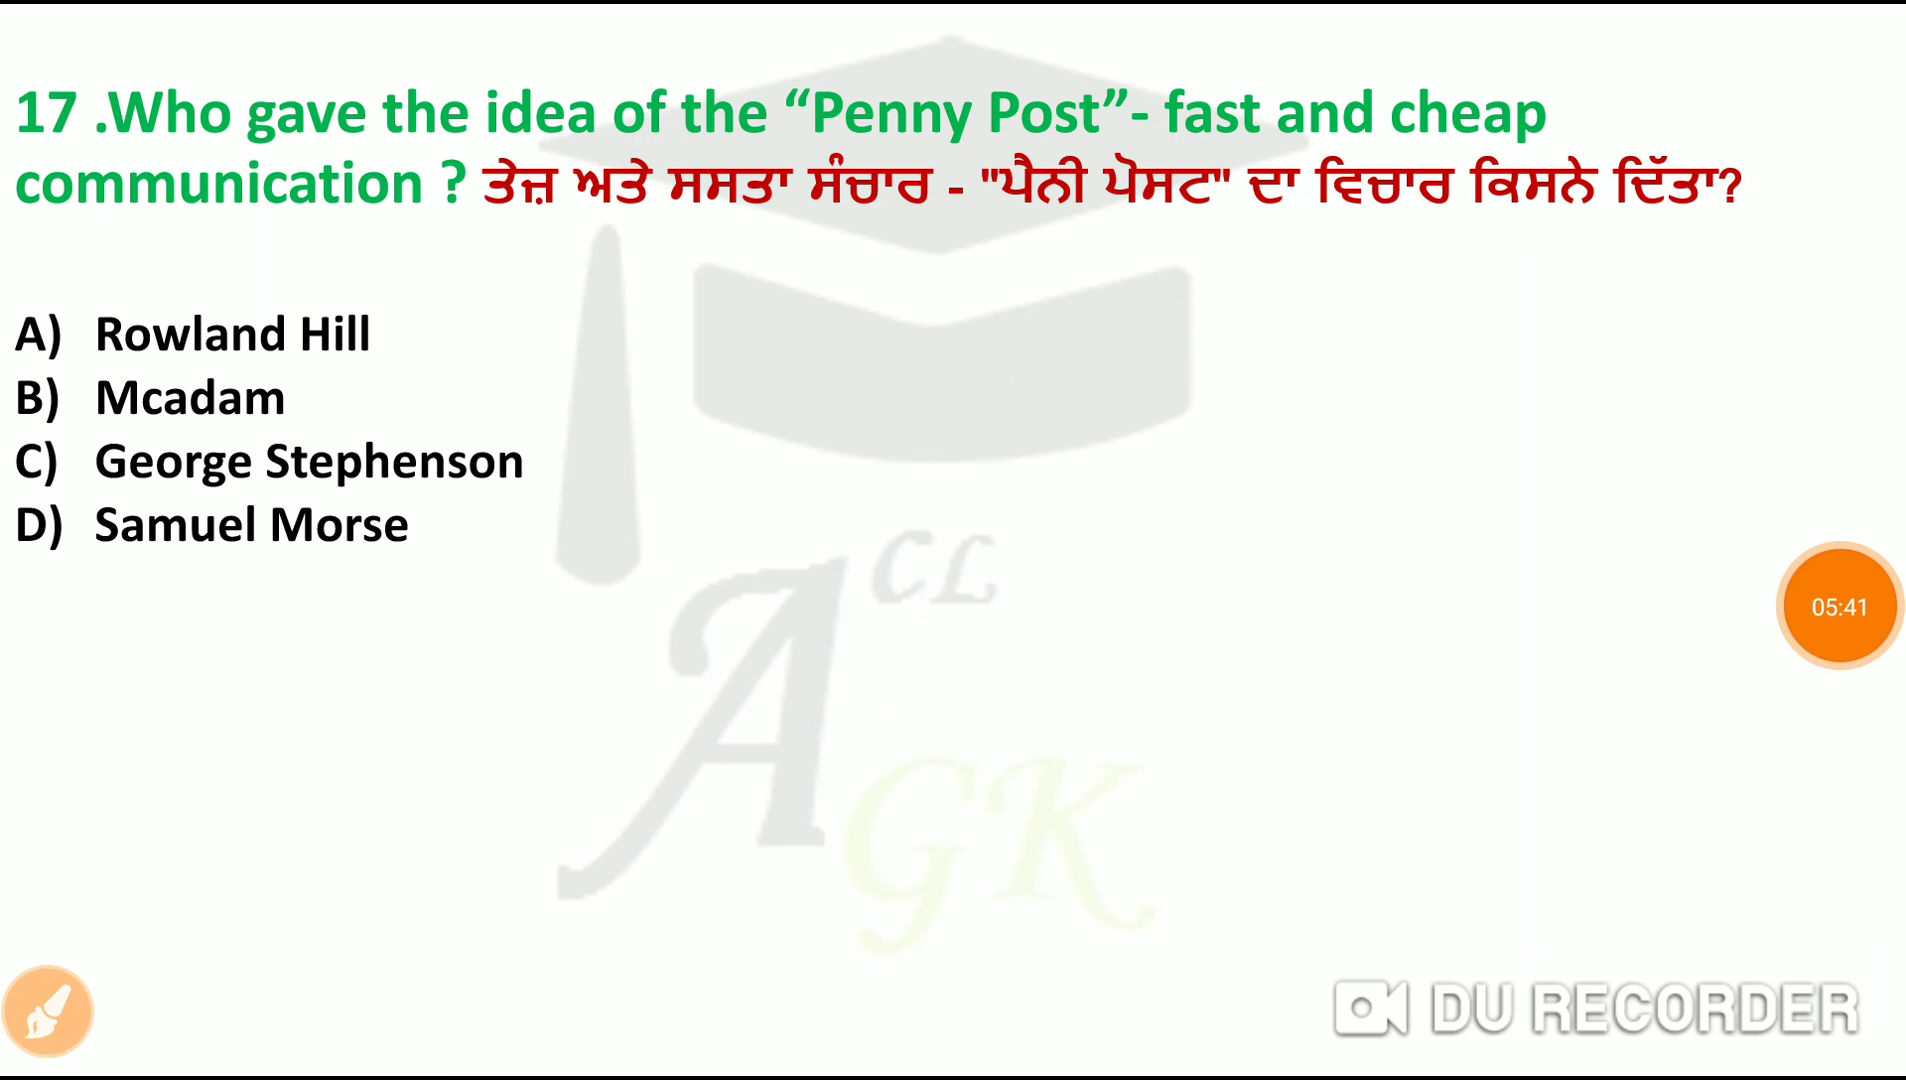 17 .Who gave the idea of the “Penny Post”- fast and cheap
communication ? ਤੇਜ਼ ਅਤੇ ਸਸਤਾ ਸੰਚਾਰ - "ਪੈਨੀ ਪੋਸਟ" ਦਾ ਵਿਚਾਰ ਕਿਸਨੇ ਦਿੱਤਾ?
A) Rowland Hill
B) Mcadam
C) George Stephenson
D) Samuel Morse
A CL
GK
05:41
DU RECORDER